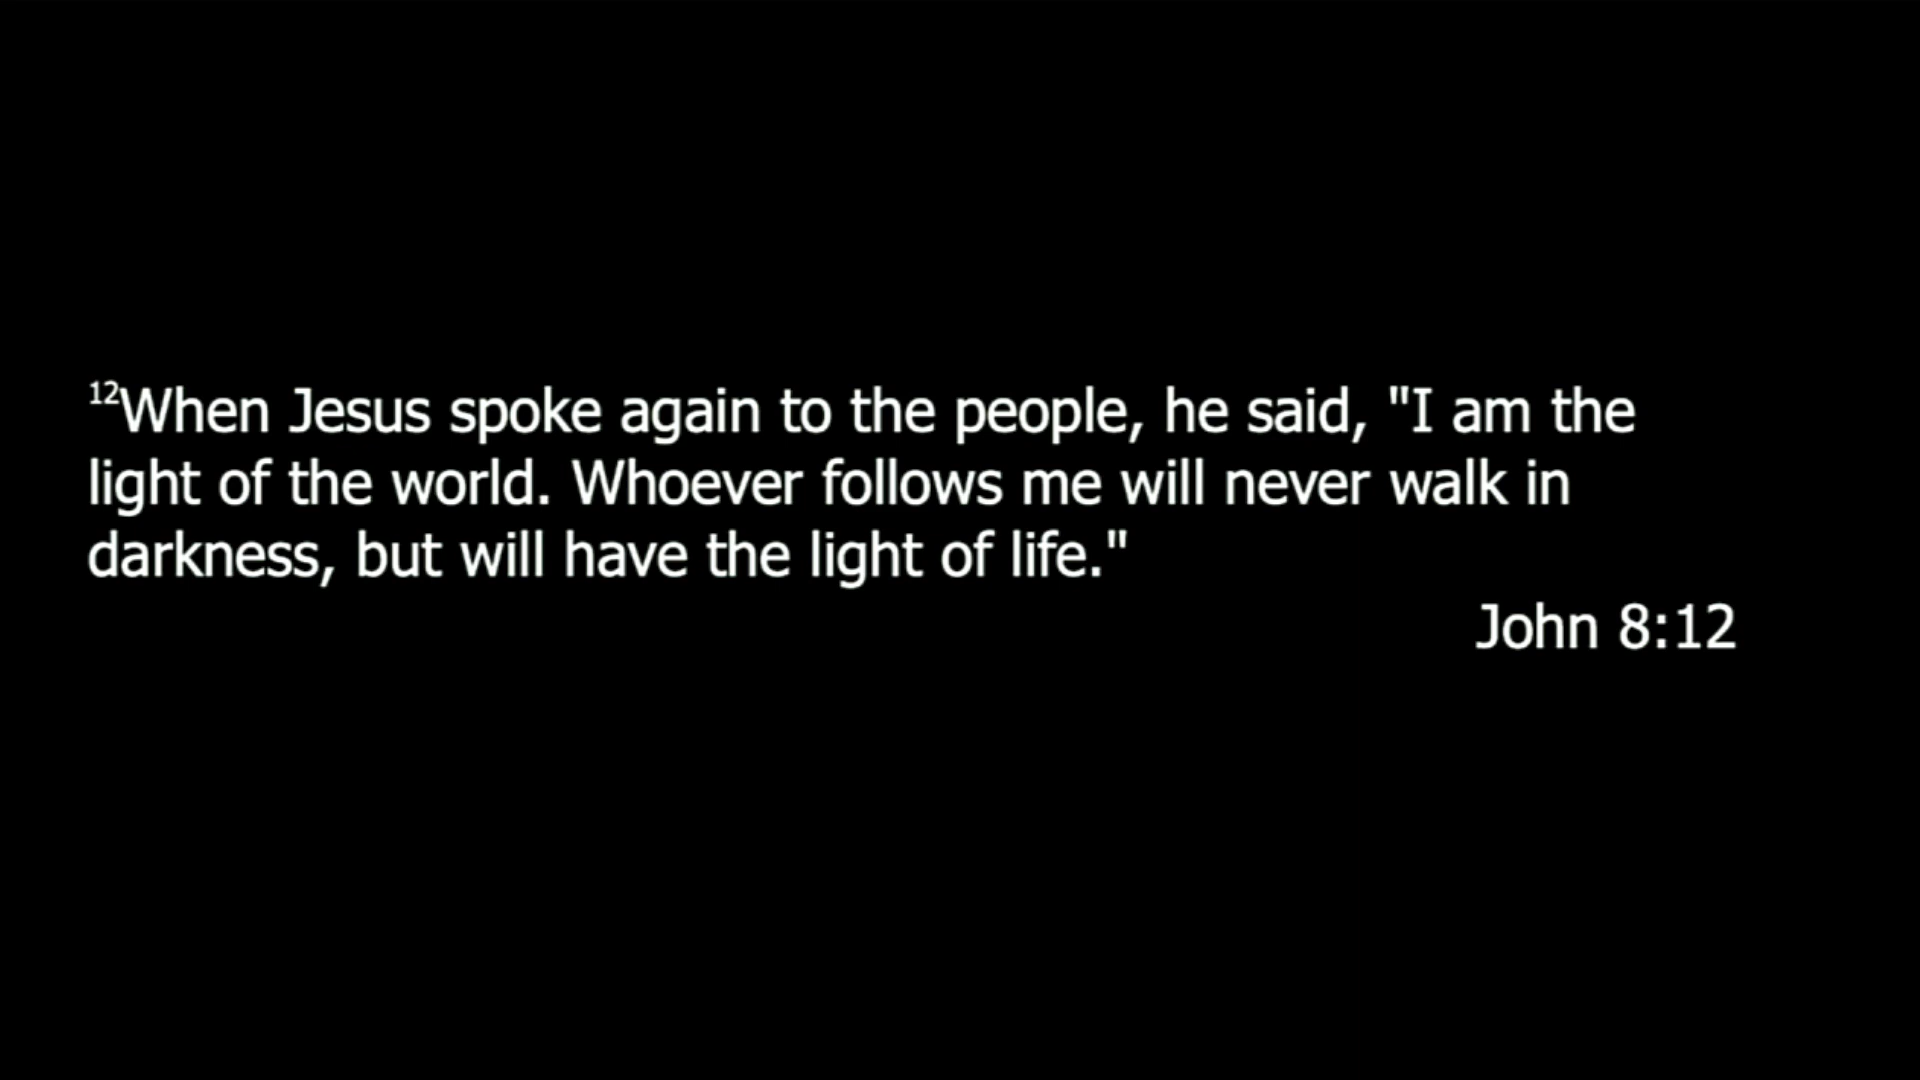 12When Jesus spoke again to the people, he said, "I am the
light of the world. Whoever follows me will never walk in
darkness, but will have the light of life."
John 8:12